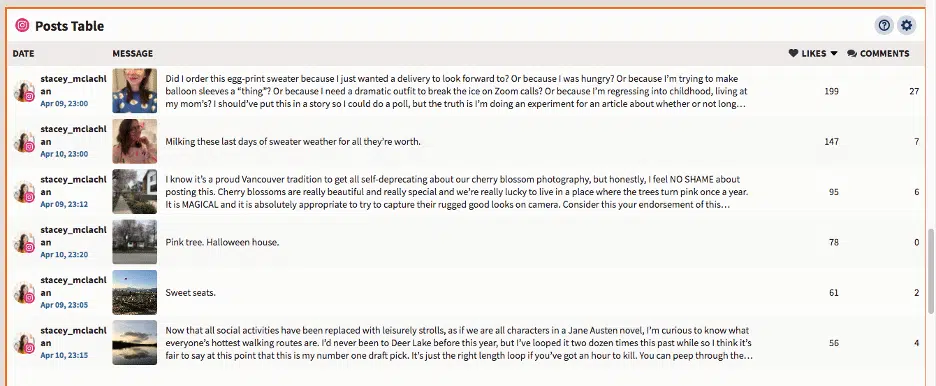 Posts Table
DATE MESSAGE LIKES COMMENTS
stacey_mclachl
an
Apr 09, 23:00
Did I order this egg-print sweater because I just wanted a delivery to look forward to? Or because I was hungry? Or because I'm trying to make
balloon sleeves a "thing"? Or because I need a dramatic outfit to break the ice on Zoom calls? Or because I'm regressing into childhood, living at
my mom's? I should've put this in a story so I could do a poll, but the truth is I'm doing an experiment for an article about whether or not long...
199 27
stacey_mclachl
an
Apr 10, 23:00
Milking these last days of sweater weather for all they're worth.
147 7
stacey_mclachl
an
Apr 09, 23:12
I know it's a proud Vancouver tradition to get all self-deprecating about our cherry blossom photography, but honestly, I feel NO SHAME about
posting this. Cherry blossoms are really beautiful and really special and we're really lucky to live in a place where the trees turn pink once a year.
It is MAGICAL and it is absolutely appropriate to try to capture their rugged good looks on camera. Consider this your endorsement of this...
95 6
stacey_mclachl
an
Apr 10, 23:20
Pink tree. Halloween house.
78 0
stacey_mclachl
an
Apr 09, 23:05
Sweet seats.
61 2
stacey_mclachl
an
Apr 10, 23:15
Now that all social activities have been replaced with leisurely strolls, as if we are all characters in a Jane Austen novel, I'm curious to know what
everyone's hottest walking routes are. I'd never been to Deer Lake before this year, but I've looped it two dozen times this past while so I think it's
fair to say at this point that this is my number one draft pick. It's just the right length loop if you've got an hour to kill. You can peep through the...
56 4